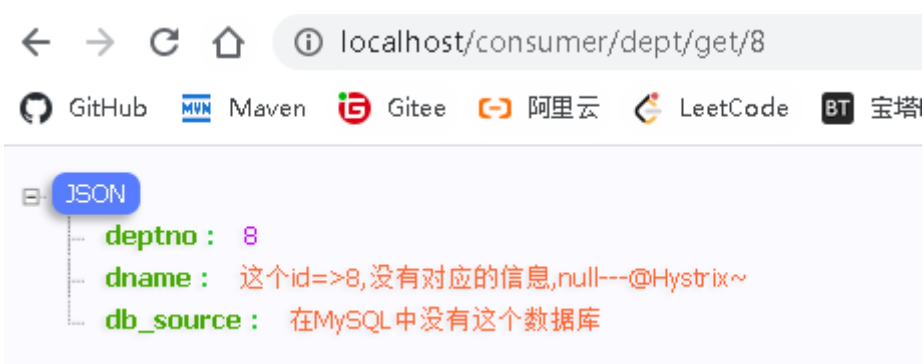 localhost/consumer/dept/get/8
GitHub Maven Gitee 阿里云 LeetCode BT 宝塔
JSON
deptno : 8
dname : 这个id=>8,没有对应的信息,null---@Hystrix~
db_source : 在MySQL中没有这个数据库